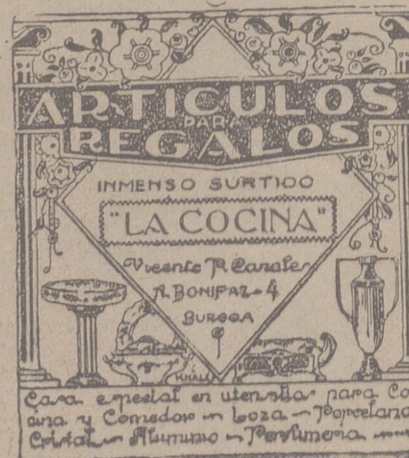 ARTICULOS
PARA
REGALOS
INMENSO SURTIDO
"LA COCINA"
Vicente R Canales
R. BONIFAZ-4
BURGOA
Casa especial en utensilios para Co
cina y Comedor - Loza - Porcelana
Cristal - Aluminio - Perfumeria